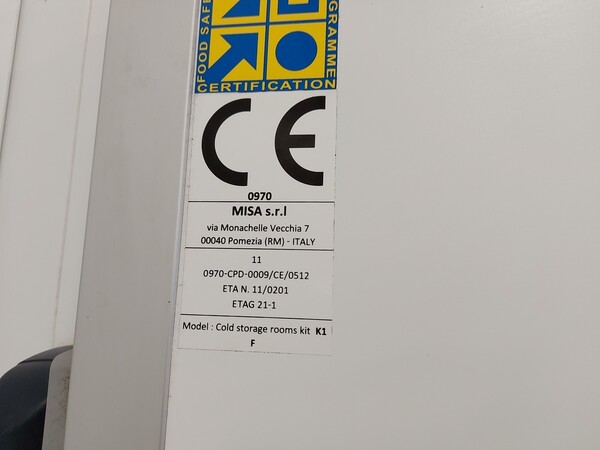 FOOD SAFE
CERTIFICATION
CE
0970
MISA s.r.l
via Monachelle Vecchia 7
00040 Pomezia (RM) - ITALY
11
0970-CPD-0009/CE/0512
ETA N. 11/0201
ETAG 21-1
Model : Cold storage rooms kit K1
F